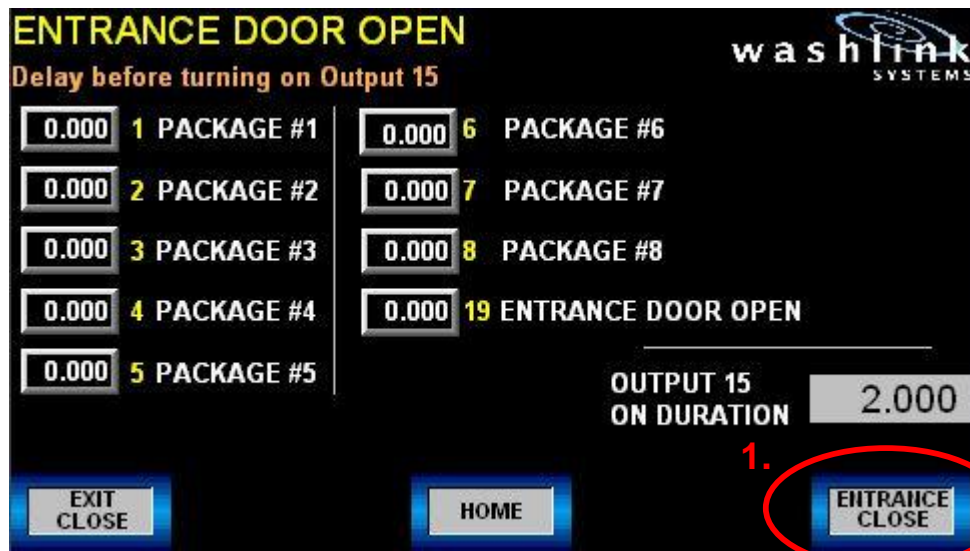 ENTRANCE DOOR OPEN
washlink
SYSTEMS
Delay before turning on Output 15
0.000 1 PACKAGE #1
0.000 2 PACKAGE #2
0.000 3 PACKAGE #3
0.000 4 PACKAGE #4
0.000 5 PACKAGE #5
0.000 6 PACKAGE #6
0.000 7 PACKAGE #7
0.000 8 PACKAGE #8
0.000 19 ENTRANCE DOOR OPEN
OUTPUT 15
ON DURATION
2.000
1.
EXIT
CLOSE
HOME
ENTRANCE
CLOSE